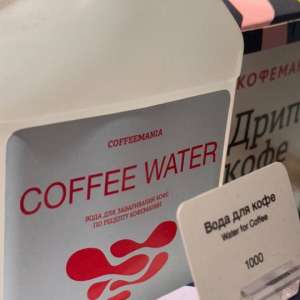 COFFEEMANIA
COFFEE WATER
ВОДА ДЛЯ ЗАВАРИВАНИЯ КОФЕ
ПО РЕЦЕПТУ КОФЕМАНИИ
Вода для кофе
Water for Coffee
1000
КОФЕМА
Дрип
кофе